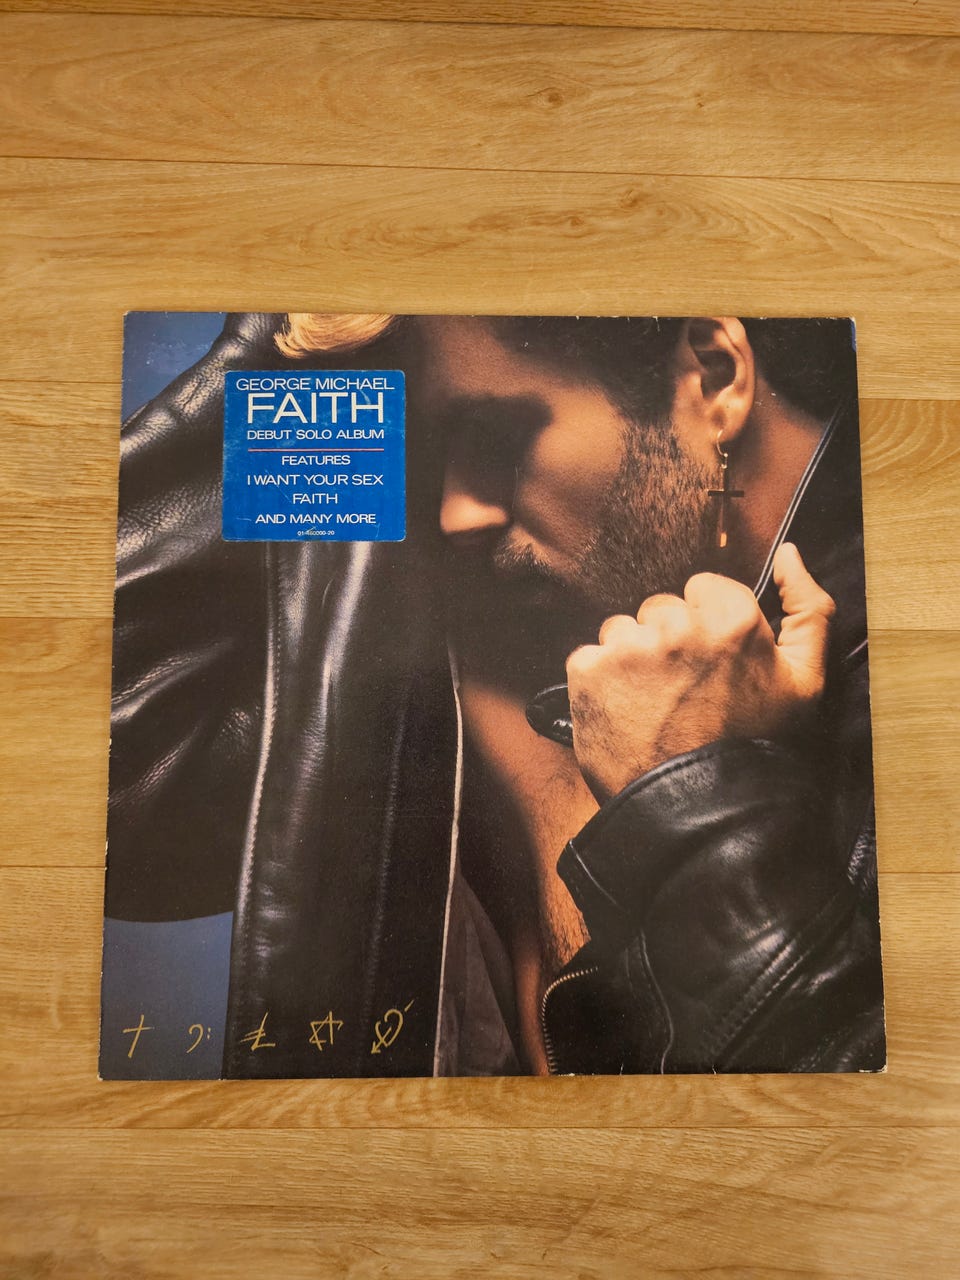 GEORGE MICHAEL
FAITH
DEBUT SOLO ALBUM
FEATURES
I WANT YOUR SEX
FAITH
AND MANY MORE